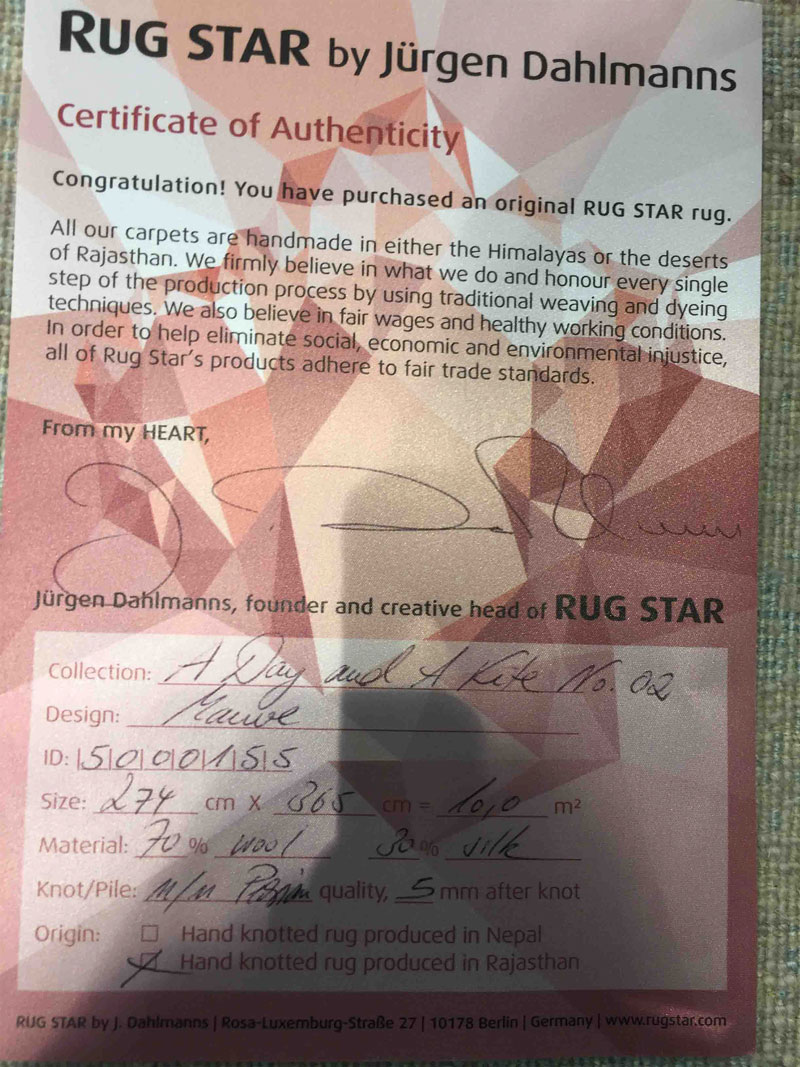 RUG STAR by Jürgen Dahlmanns
Certificate of Authenticity
Congratulation! You have purchased an original RUG STAR rug.
All our carpets are handmade in either the Himalayas or the deserts
of Rajasthan. We firmly believe in what we do and honour every single
step of the production process by using traditional weaving and dyeing
techniques. We also believe in fair wages and healthy working conditions.
In order to help eliminate social, economic and environmental injustice,
all of Rug Star's products adhere to fair trade standards.
From my HEART,
Jürgen Dahlmanns, founder and creative head of RUG STAR
Collection: A Day and A Kite No. 02
Design: Mauve
ID: |5|0|0|0|1|5|5
Size: 274 cm X 365 cm = 10,0 m²
Material: 70 % wool 30 % silk
Knot/Pile: quality, 5 mm after knot
Origin: Hand knotted rug produced in Nepal
Hand knotted rug produced in Rajasthan
RUG STAR by J. Dahlmanns | Rosa-Luxemburg-Straße 27 | 10178 Berlin | Germany | www.rugstar.com